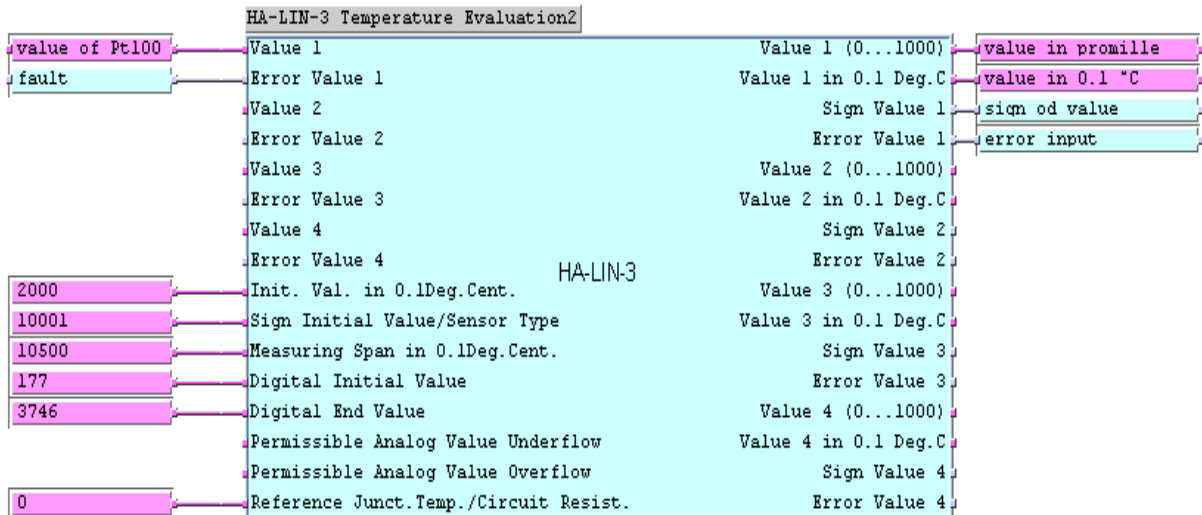 HA-LIN-3 Temperature Evaluation2
value of Pt100 Value 1 Value 1 (0...1000) value in promille
fault Error Value 1 Value 1 in 0.1 Deg.C value in 0.1 °C
Value 2 Sign Value 1 sign od value
Error Value 2 Error Value 1 error input
Value 3 Value 2 (0...1000)
Error Value 3 Value 2 in 0.1 Deg.C
Value 4 Sign Value 2
Error Value 4 Error Value 2
HA-LIN-3
2000 Init. Val. in 0.1Deg.Cent. Value 3 (0...1000)
10001 Sign Initial Value/Sensor Type Value 3 in 0.1 Deg.C
10500 Measuring Span in 0.1Deg.Cent. Sign Value 3
177 Digital Initial Value Error Value 3
3746 Digital End Value Value 4 (0...1000)
Permissible Analog Value Underflow Value 4 in 0.1 Deg.C
Permissible Analog Value Overflow Sign Value 4
0 Reference Junct.Temp./Circuit Resist. Error Value 4